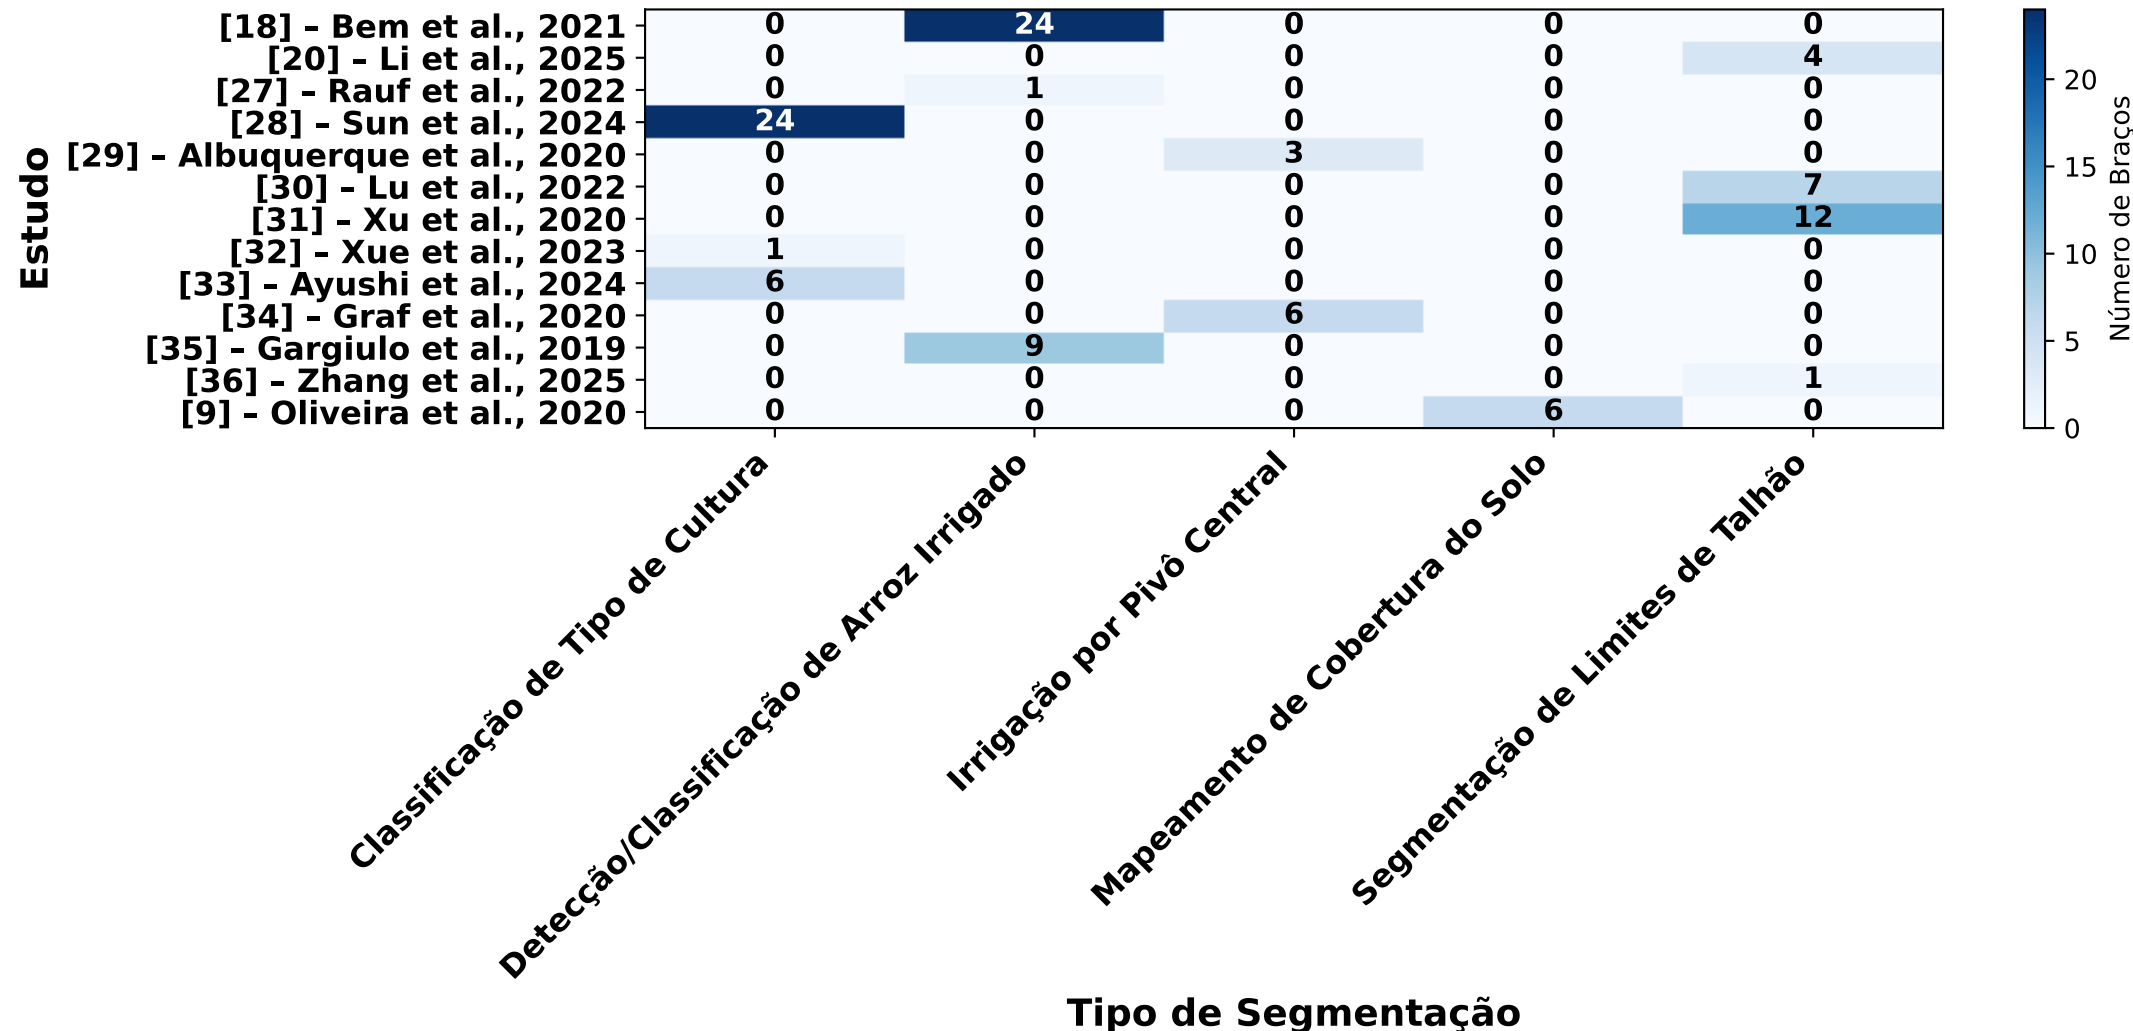 [18] – Bem et al., 2021 0 24 0 0 0
[20] – Li et al., 2025 0 0 0 0 4
[27] – Rauf et al., 2022 0 1 0 0 0
[28] – Sun et al., 2024 24 0 0 0 0
[29] – Albuquerque et al., 2020 0 0 3 0 0
[30] – Lu et al., 2022 0 0 0 0 7
[31] – Xu et al., 2020 0 0 0 0 12
[32] – Xue et al., 2023 1 0 0 0 0
[33] – Ayushi et al., 2024 6 0 0 0 0
[34] – Graf et al., 2020 0 0 6 0 0
[35] – Gargiulo et al., 2019 0 9 0 0 0
[36] – Zhang et al., 2025 0 0 0 0 1
[9] – Oliveira et al., 2020 0 0 0 6 0
Estudo
Classificação de Tipo de Cultura
Detecção/Classificação de Arroz Irrigado
Irrigação por Pivô Central
Mapeamento de Cobertura do Solo
Segmentação de Limites de Talhão
Tipo de Segmentação
20
15
10
5
0
Número de Braços